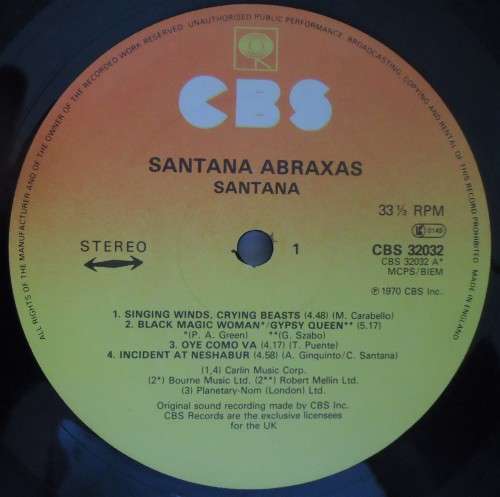 ALL RIGHTS OF THE MANUFACTURER AND OF THE OWNER OF THE RECORDED WORK RESERVED. UNAUTHORISED PUBLIC PERFORMANCE, BROADCASTING, COPYING AND RENTAL OF THIS RECORDING PROHIBITED. MADE IN ENGLAND.
CBS
SANTANA ABRAXAS
SANTANA
33 1/3 RPM
0149
STEREO
1
CBS 32032
CBS 32032 A*
MCPS/BIEM
℗ 1970 CBS Inc.
1. SINGING WINDS, CRYING BEASTS (4.48) (M. Carabello)
2. BLACK MAGIC WOMAN*/GYPSY QUEEN** (5.17)
*(P. A. Green) **(G. Szabo)
3. OYE COMO VA (4.17) (T. Puente)
4. INCIDENT AT NESHABUR (4.58) (A. Ginquinto/C. Santana)
(1,4) Carlin Music Corp.
(2*) Bourne Music Ltd. (2**) Robert Mellin Ltd.
(3) Planetary-Nom (London) Ltd.
Original sound recording made by CBS Inc.
CBS Records are the exclusive licensees
for the UK